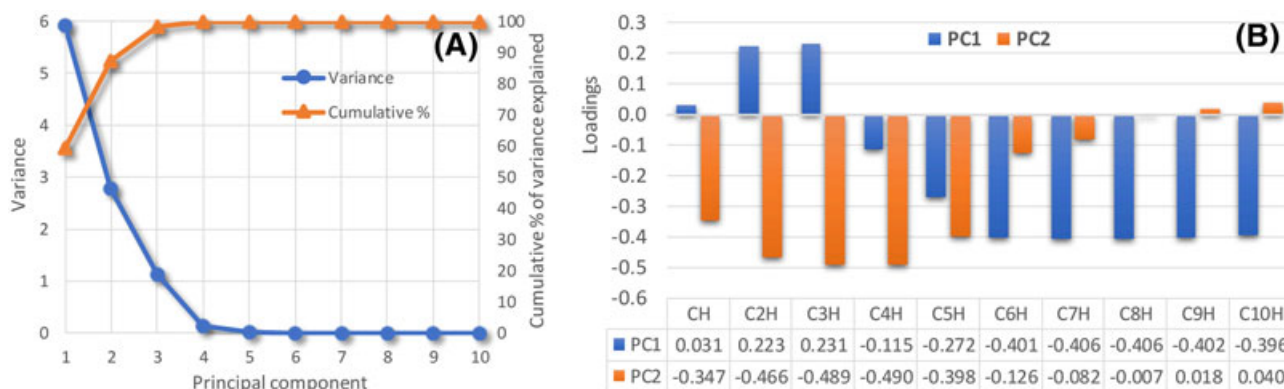 (A)
Variance
Cumulative %
6
5
4
3
2
1
0
Variance
100
90
80
70
60
50
40
30
20
10
0
Cumulative % of variance explained
1 2 3 4 5 6 7 8 9 10
Principal component
(B)
PC1 PC2
0.3
0.2
0.1
0.0
-0.1
-0.2
-0.3
-0.4
-0.5
-0.6
Loadings
CH C2H C3H C4H C5H C6H C7H C8H C9H C10H
PC1 0.031 0.223 0.231 -0.115 -0.272 -0.401 -0.406 -0.406 -0.402 -0.396
PC2 -0.347 -0.466 -0.489 -0.490 -0.398 -0.126 -0.082 -0.007 0.018 0.040